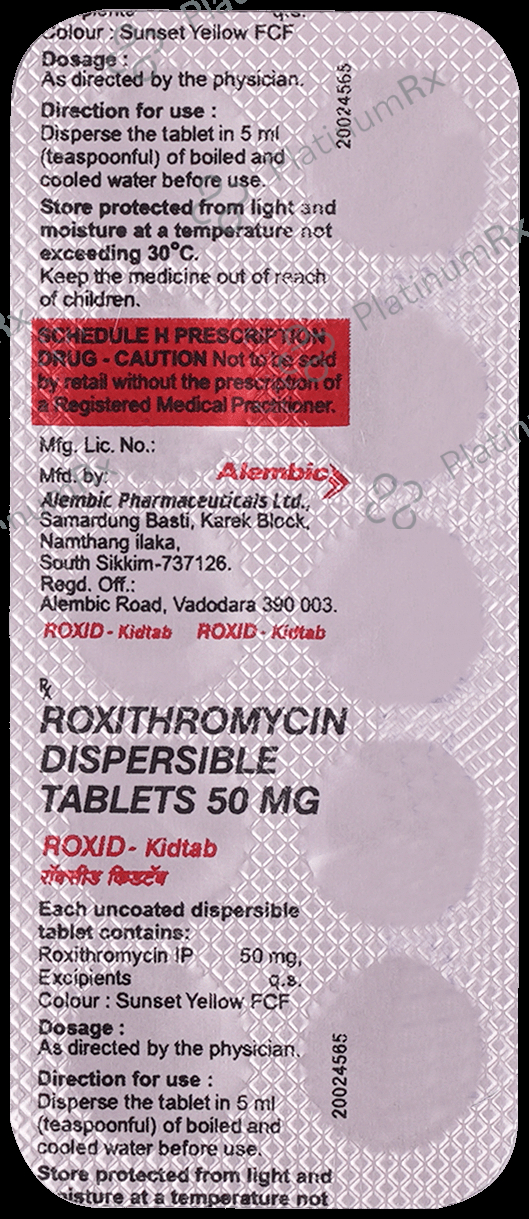 q.s.
Colour : Sunset Yellow FCF
Dosage :
As directed by the physician.
Direction for use :
Disperse the tablet in 5 ml
(teaspoonful) of boiled and
cooled water before use.
Store protected from light and
moisture at a temperature not
exceeding 30°C.
Keep the medicine out of reach
of children.
20024565
SCHEDULE H PRESCRIPTION
DRUG - CAUTION Not to be sold
by retail without the prescription of
a Registered Medical Practitioner.
Mfg. Lic. No.:
Mfd. by:
Alembic
Alembic Pharmaceuticals Ltd.,
Samardung Basti, Karek Block,
Namthang ilaka,
South Sikkim-737126.
Regd. Off.:
Alembic Road, Vadodara 390 003.
ROXID - Kidtab ROXID - Kidtab
Rx
ROXITHROMYCIN
DISPERSIBLE
TABLETS 50 MG
ROXID - Kidtab
रॉक्सीड किडटॅब
Each uncoated dispersible
tablet contains:
Roxithromycin IP 50 mg,
Excipients q.s.
Colour : Sunset Yellow FCF
Dosage :
As directed by the physician.
Direction for use :
Disperse the tablet in 5 ml
(teaspoonful) of boiled and
cooled water before use.
20024565
Store protected from light and
moisture at a temperature not
PlatinumRx
PlatinumRx
PlatinumRx